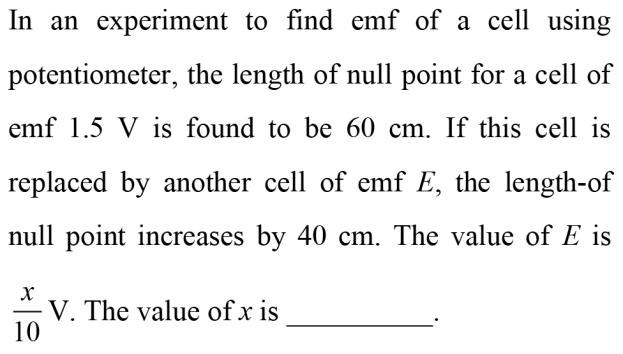 In an experiment to find emf of a cell using
potentiometer, the length of null point for a cell of
emf 1.5 V is found to be 60 cm. If this cell is
replaced by another cell of emf E, the length-of
null point increases by 40 cm. The value of E is
x/10 V. The value of x is __________.